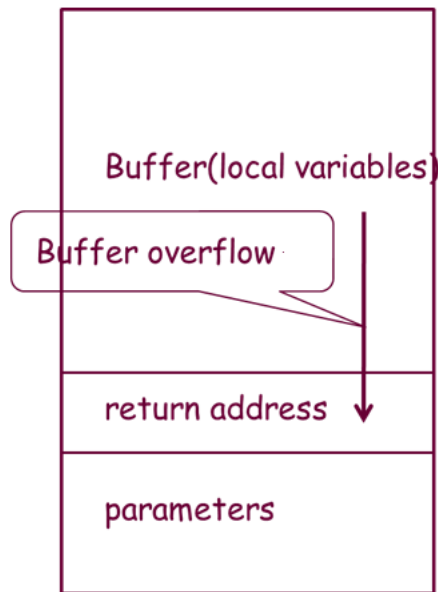 Buffer(local variables)
Buffer overflow
return address
parameters